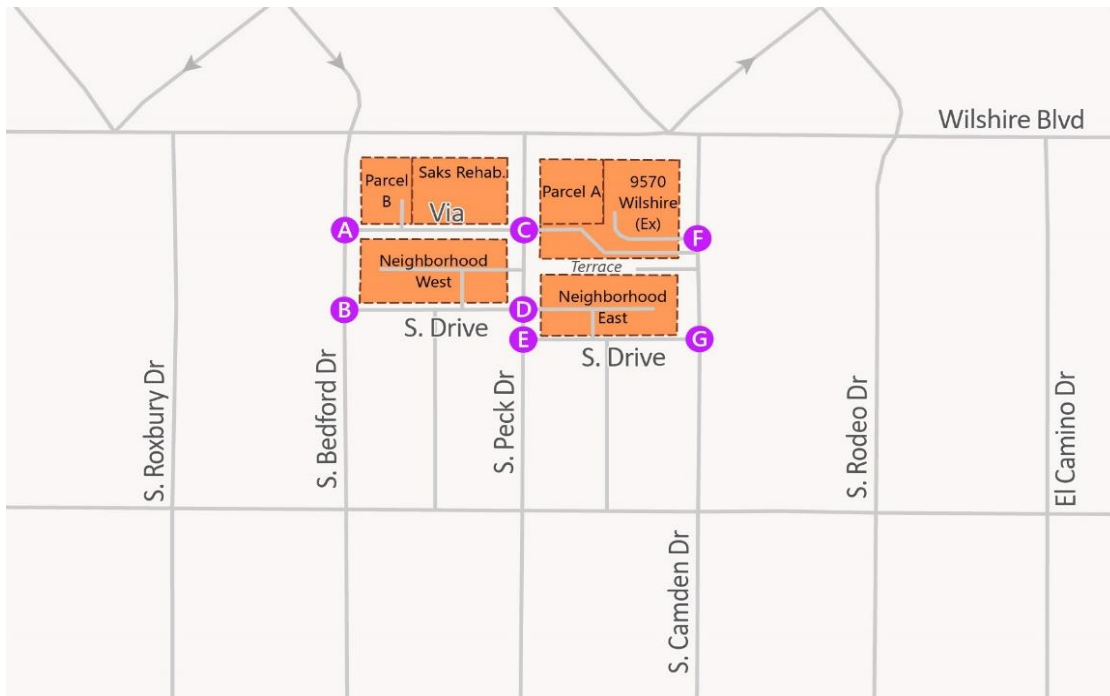 Wilshire Blvd
Parcel
B
Saks Rehab.
Parcel A
9570
Wilshire
(Ex)
Via
A
C
F
Neighborhood
West
Terrace
Neighborhood
East
B
D
S. Drive
E
G
S. Drive
S. Roxbury Dr
S. Bedford Dr
S. Peck Dr
S. Camden Dr
S. Rodeo Dr
El Camino Dr